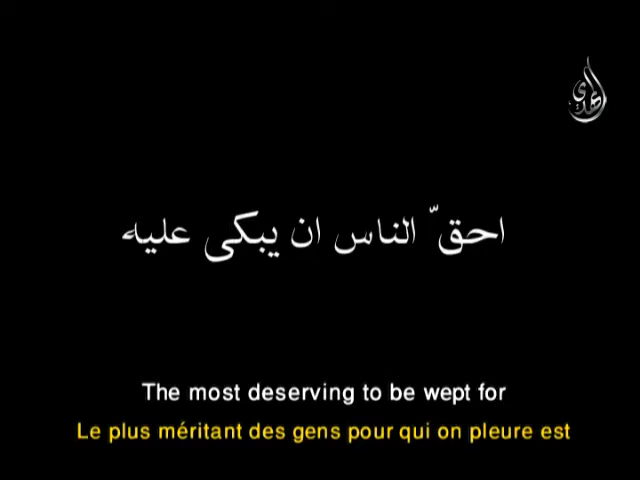 المهدي
احقّ الناس ان يبكى عليه
The most deserving to be wept for
Le plus méritant des gens pour qui on pleure est